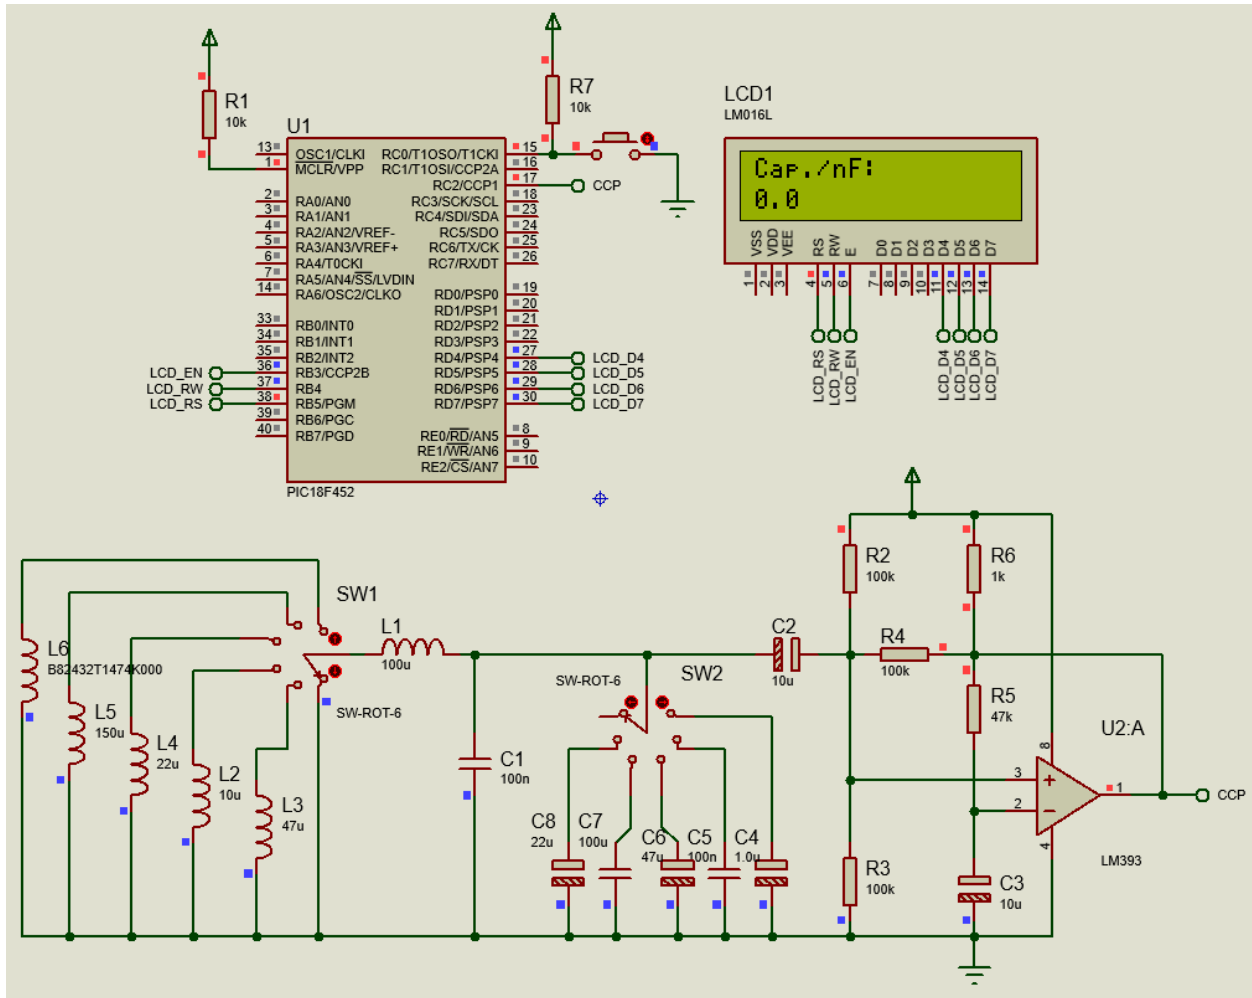 R1
10k
R7
10k
LCD1
LM016L
U1
Cap./nF:
0.0
13 OSC1/CLKI
1 MCLR/VPP
2 RA0/AN0
3 RA1/AN1
4 RA2/AN2/VREF-
5 RA3/AN3/VREF+
6 RA4/T0CKI
7 RA5/AN4/SS/LVDIN
14 RA6/OSC2/CLKO
33 RB0/INT0
34 RB1/INT1
35 RB2/INT2
LCD_EN 36 RB3/CCP2B
LCD_RW 37 RB4
LCD_RS 38 RB5/PGM
39 RB6/PGC
40 RB7/PGD
RC0/T1OSO/T1CKI 15
RC1/T1OSI/CCP2A 16
RC2/CCP1 17 CCP
RC3/SCK/SCL 18
RC4/SDI/SDA 23
RC5/SDO 24
RC6/TX/CK 25
RC7/RX/DT 26
RD0/PSP0 19
RD1/PSP1 20
RD2/PSP2 21
RD3/PSP3 22
RD4/PSP4 27 LCD_D4
RD5/PSP5 28 LCD_D5
RD6/PSP6 29 LCD_D6
RD7/PSP7 30 LCD_D7
RE0/RD/AN5 8
RE1/WR/AN6 9
RE2/CS/AN7 10
PIC18F452
VSS VDD VEE RS RW E D0 D1 D2 D3 D4 D5 D6 D7
1 2 3 4 5 6 7 8 9 10 11 12 13 14
LCD_RS LCD_RW LCD_EN LCD_D4 LCD_D5 LCD_D6 LCD_D7
SW1
SW-ROT-6
L1
100u
L6
B82432T1474K000
L5
150u
L4
22u
L2
10u
L3
47u
C1
100n
SW2
SW-ROT-6
C8
22u
C7
100u
C6
47u
C5
100n
C4
1.0u
C2
10u
R2
100k
R6
1k
R4
100k
R5
47k
R3
100k
C3
10u
U2:A
3
2
8
4
1
CCP
LM393